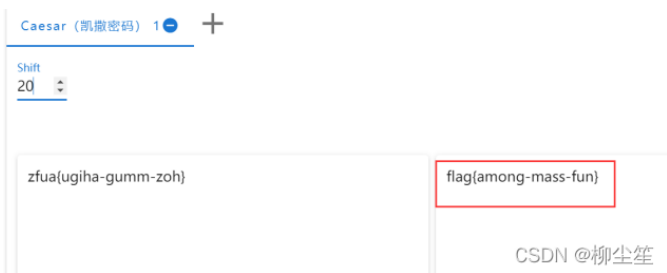 Caesar（凯撒密码） 1
Shift
20
zfua{ugiha-gumm-zoh}
flag{among-mass-fun}
CSDN @柳尘笙